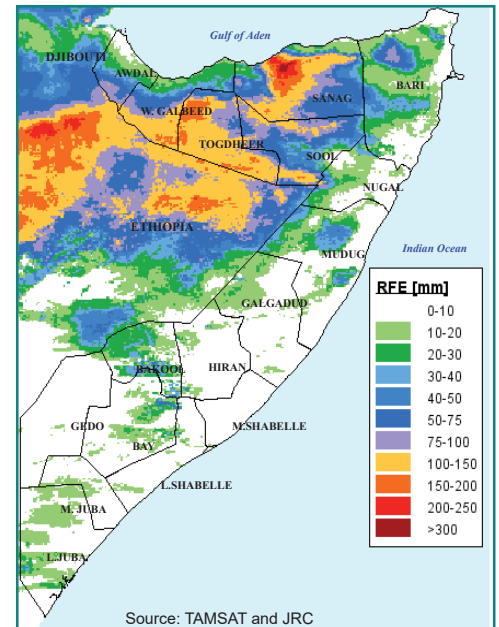 Gulf of Aden
DJIBOUTI
AWDAL
BARI
SANAG
W. GALBEED
TOGDHEER
SOOL
NUGAL
ETHIOPIA
Indian Ocean
MUDUG
RFE [mm]
0-10
10-20
20-30
30-40
40-50
50-75
75-100
100-150
150-200
200-250
>300
GALGADUD
BAKOOL
HIRAN
GEDO
M.SHABELLE
BAY
L.SHABELLE
M. JUBA
L.JUBA
Source: TAMSAT and JRC